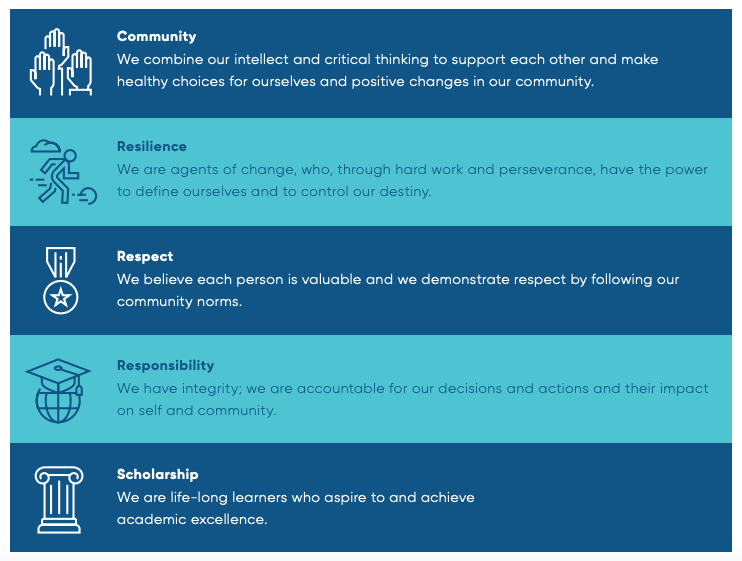 Community
We combine our intellect and critical thinking to support each other and make
healthy choices for ourselves and positive changes in our community.
Resilience
We are agents of change, who, through hard work and perseverance, have the power
to define ourselves and to control our destiny.
Respect
We believe each person is valuable and we demonstrate respect by following our
community norms.
Responsibility
We have integrity; we are accountable for our decisions and actions and their impact
on self and community.
Scholarship
We are life-long learners who aspire to and achieve
academic excellence.